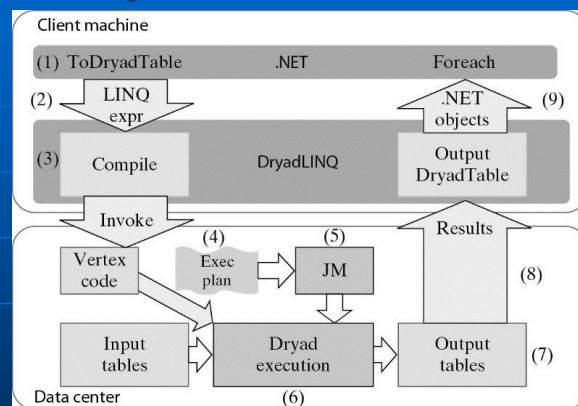 Client machine
(1) ToDryadTable .NET Foreach
(2) LINQ expr
.NET objects (9)
(3) Compile DryadLINQ Output DryadTable
Invoke
Results
(4) (5)
Vertex code
Exec plan
JM
(8)
Input tables
Dryad execution
Output tables
(7)
Data center (6)